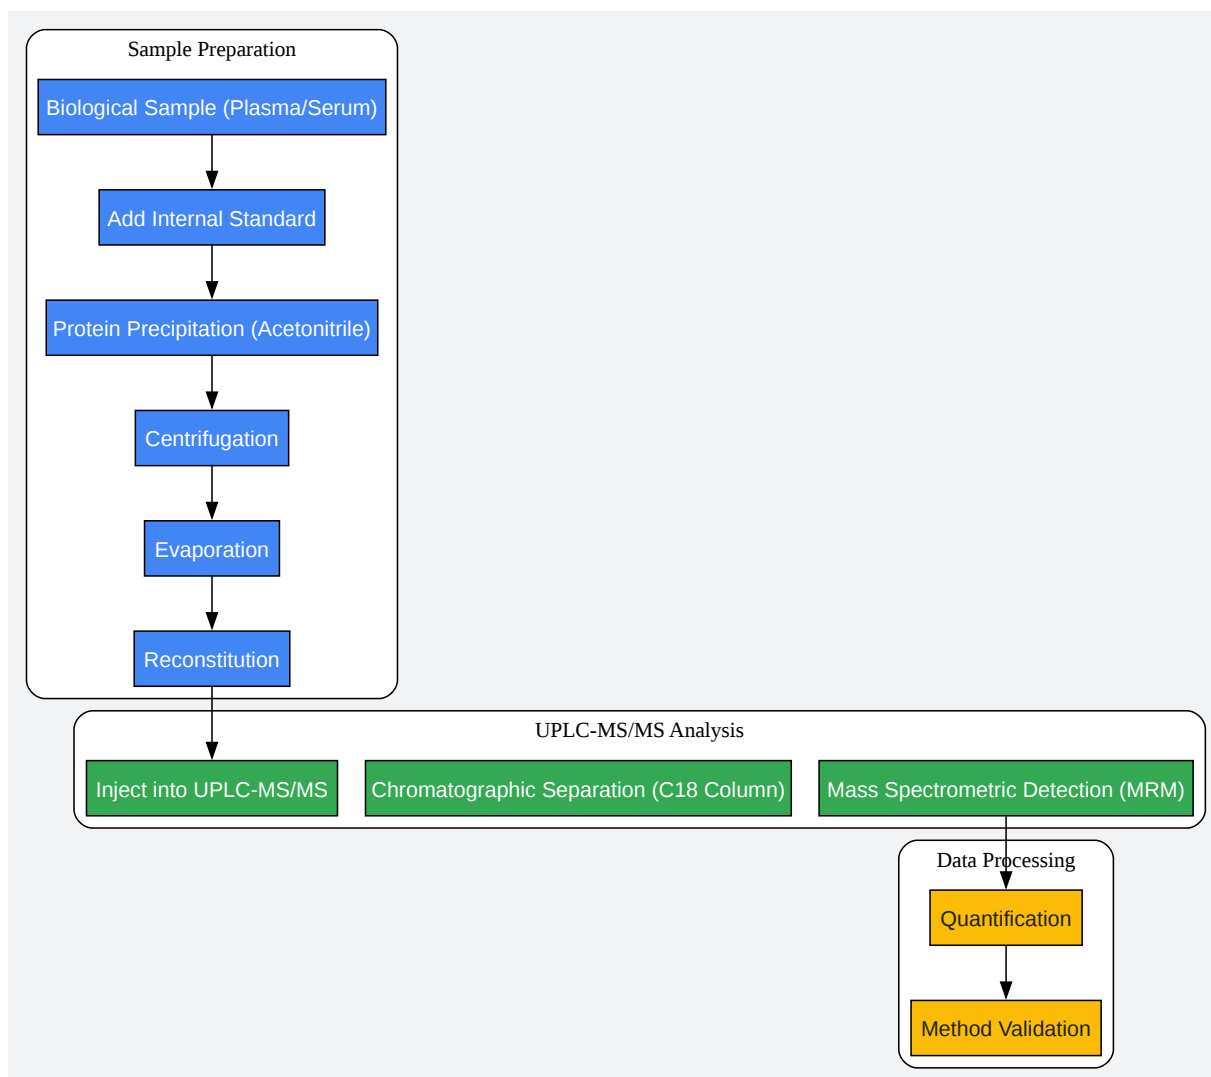 Sample Preparation
Biological Sample (Plasma/Serum)
Add Internal Standard
Protein Precipitation (Acetonitrile)
Centrifugation
Evaporation
Reconstitution
UPLC-MS/MS Analysis
Inject into UPLC-MS/MS
Chromatographic Separation (C18 Column)
Mass Spectrometric Detection (MRM)
Data Processing
Quantification
Method Validation